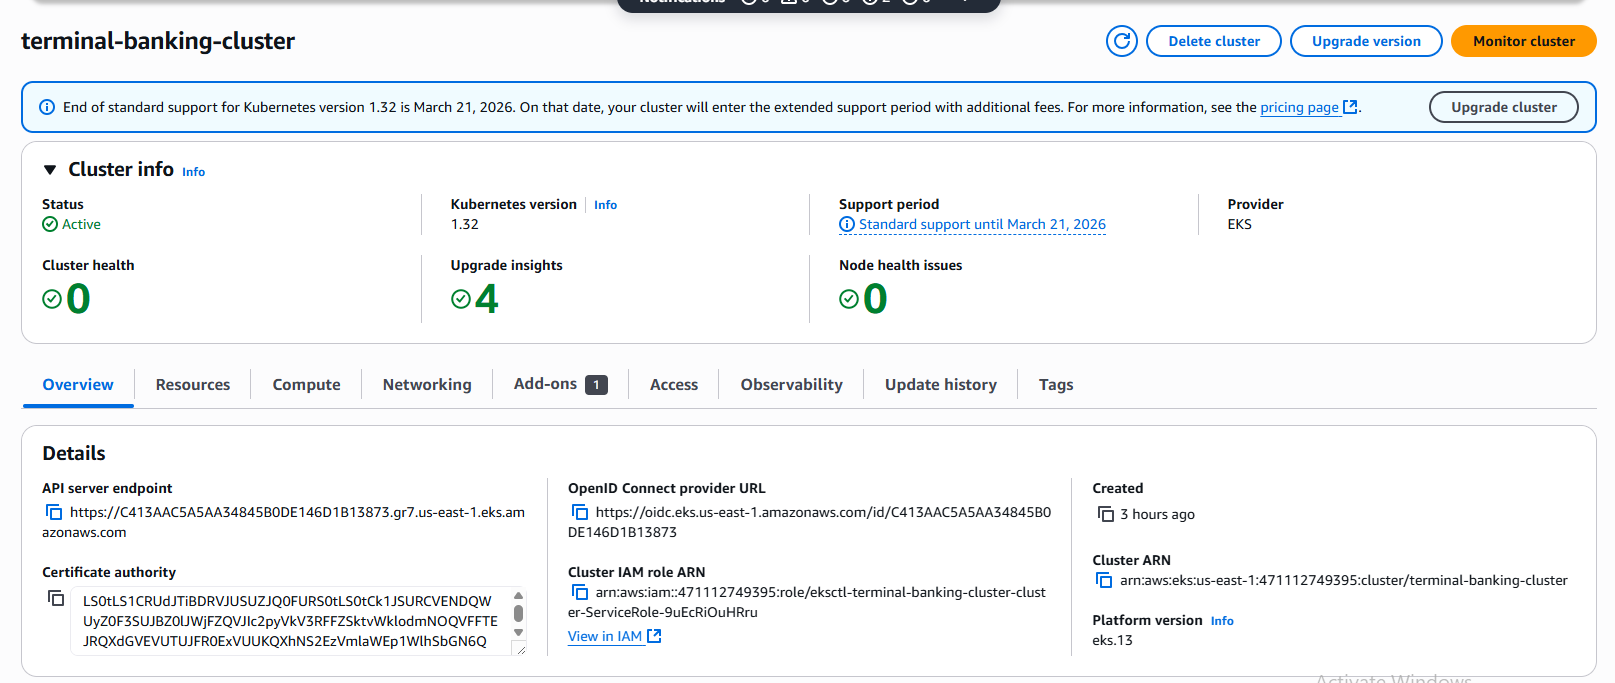 Notifications
terminal-banking-cluster
Delete cluster
Upgrade version
Monitor cluster
End of standard support for Kubernetes version 1.32 is March 21, 2026. On that date, your cluster will enter the extended support period with additional fees. For more information, see the pricing page.
Upgrade cluster
Cluster info Info
Status
Active
Kubernetes version Info
1.32
Support period
Standard support until March 21, 2026
Provider
EKS
Cluster health
0
Upgrade insights
4
Node health issues
0
Overview Resources Compute Networking Add-ons 1 Access Observability Update history Tags
Details
API server endpoint
https://C413AAC5A5AA34845B0DE146D1B13873.gr7.us-east-1.eks.am
azonaws.com
Certificate authority
LS0tLS1CRUdJTiBDRVJUSUZJQ0FURS0tLS0tCk1JSURCVENDQW
UyZ0F3SUJBZ0lJWjFZQVJIc2pyVkV3RFFZSktvWklodmNOQVFFTE
JRQXdGVEVUTUJFR0ExVUUKQXhNS2EzVmlaWEp1WlhSbGN6Q
OpenID Connect provider URL
https://oidc.eks.us-east-1.amazonaws.com/id/C413AAC5A5AA34845B0
DE146D1B13873
Cluster IAM role ARN
arn:aws:iam::471112749395:role/eksctl-terminal-banking-cluster-clust
er-ServiceRole-9uEcRiOuHRru
View in IAM
Created
3 hours ago
Cluster ARN
arn:aws:eks:us-east-1:471112749395:cluster/terminal-banking-cluster
Platform version Info
eks.13
Activate Windows